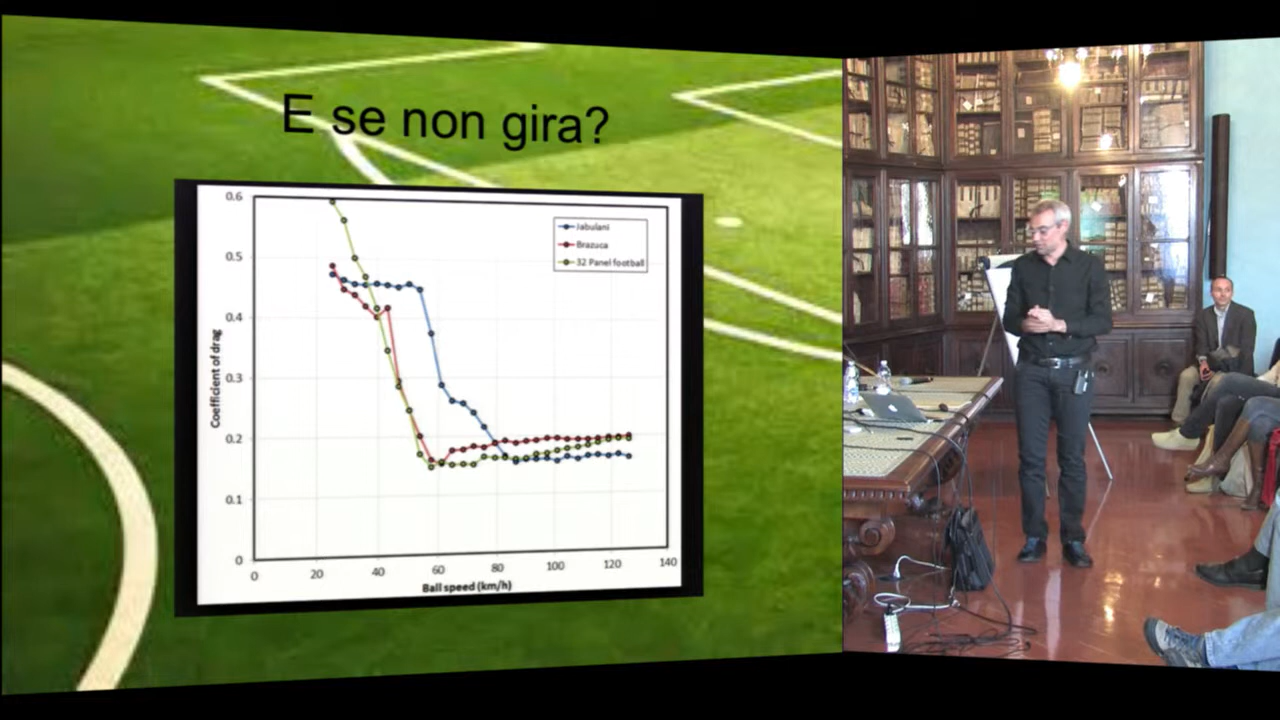 E se non gira?
0.6
0.5
0.4
0.3
0.2
0.1
0
Coefficient of drag
Jabulani
Brazuca
32 Panel football
0 20 40 60 80 100 120 140
Ball speed (km/h)